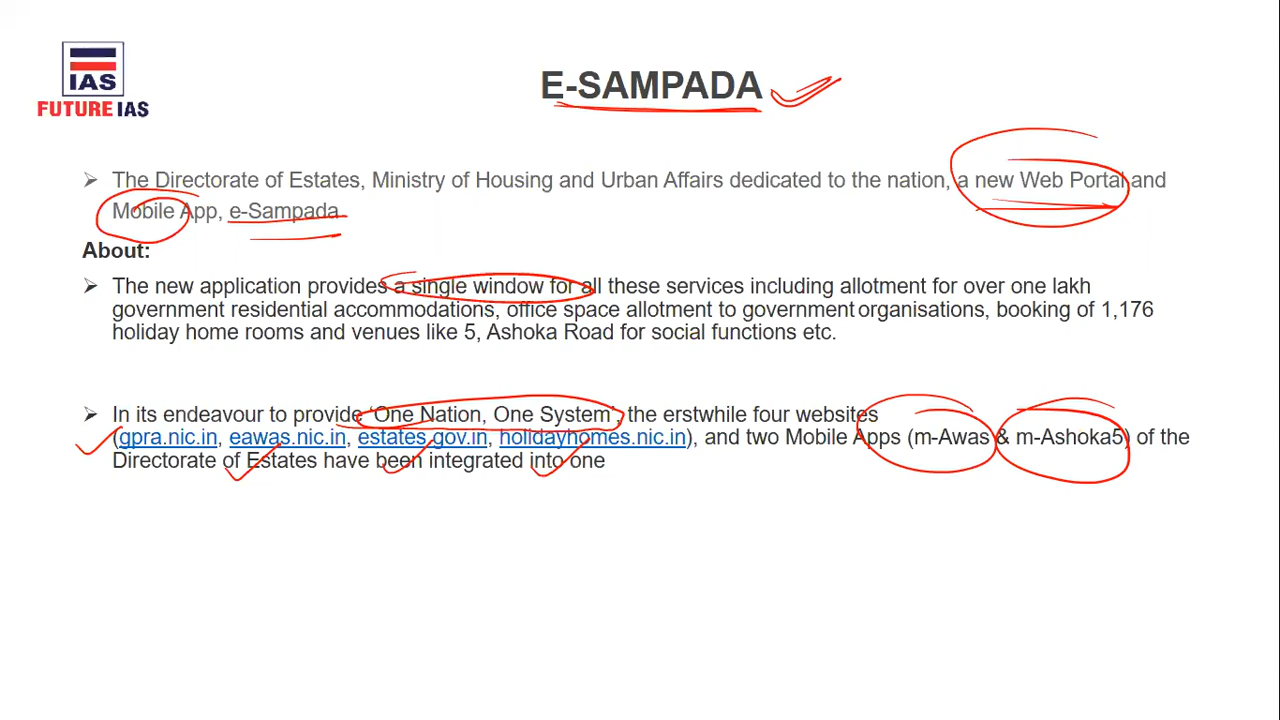 IAS
FUTURE IAS
E-SAMPADA
➢ The Directorate of Estates, Ministry of Housing and Urban Affairs dedicated to the nation, a new Web Portal and
Mobile App, e-Sampada.
About:
➢ The new application provides a single window for all these services including allotment for over one lakh
government residential accommodations, office space allotment to government organisations, booking of 1,176
holiday home rooms and venues like 5, Ashoka Road for social functions etc.
➢ In its endeavour to provide ‘One Nation, One System’, the erstwhile four websites
(gpra.nic.in, eawas.nic.in, estates.gov.in, holidayhomes.nic.in), and two Mobile Apps (m-Awas & m-Ashoka5) of the
Directorate of Estates have been integrated into one